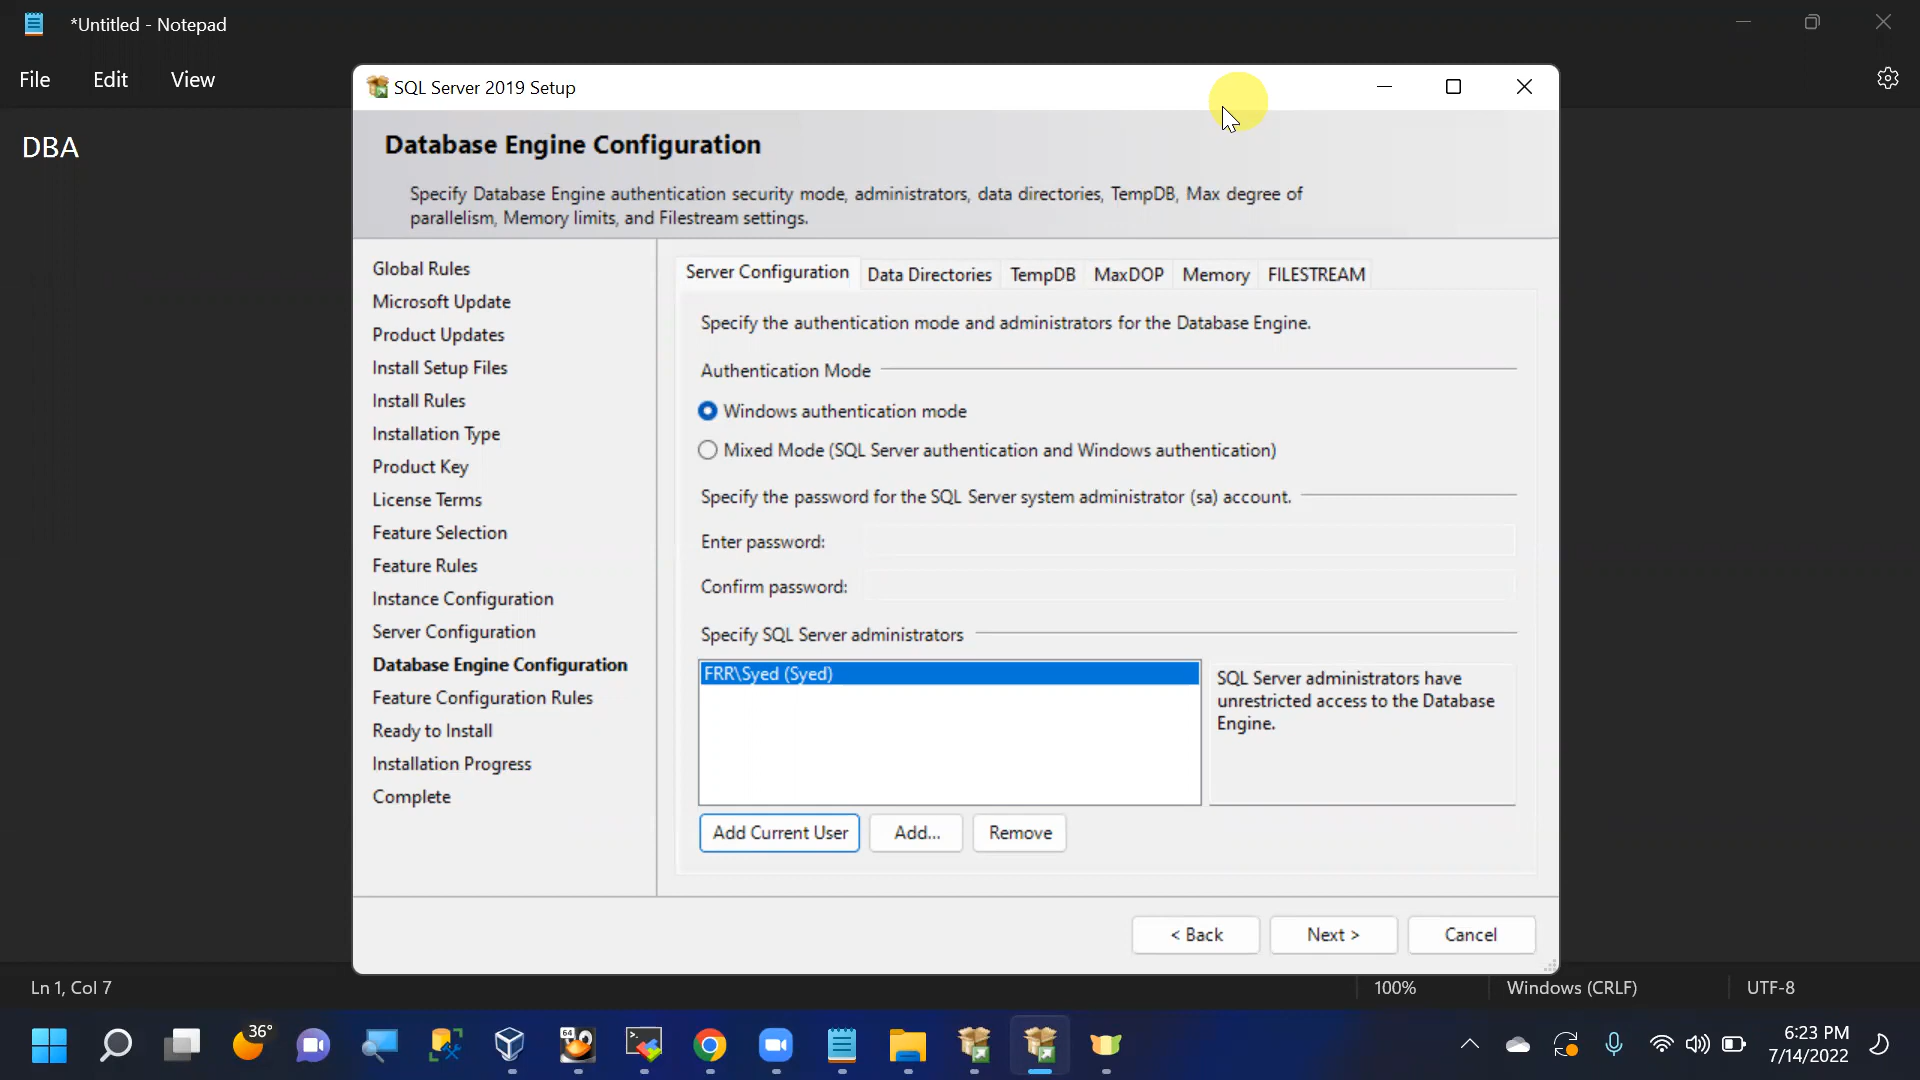 *Untitled - Notepad
File Edit View
DBA
SQL Server 2019 Setup
Database Engine Configuration
Specify Database Engine authentication security mode, administrators, data directories, TempDB, Max degree of
parallelism, Memory limits, and Filestream settings.
Global Rules
Microsoft Update
Product Updates
Install Setup Files
Install Rules
Installation Type
Product Key
License Terms
Feature Selection
Feature Rules
Instance Configuration
Server Configuration
Database Engine Configuration
Feature Configuration Rules
Ready to Install
Installation Progress
Complete
Server Configuration Data Directories TempDB MaxDOP Memory FILESTREAM
Specify the authentication mode and administrators for the Database Engine.
Authentication Mode
Windows authentication mode
Mixed Mode (SQL Server authentication and Windows authentication)
Specify the password for the SQL Server system administrator (sa) account.
Enter password:
Confirm password:
Specify SQL Server administrators
FRR\Syed (Syed)
SQL Server administrators have
unrestricted access to the Database
Engine.
Add Current User Add... Remove
< Back Next > Cancel
Ln 1, Col 7 100% Windows (CRLF) UTF-8
36°
64
6:23 PM
7/14/2022